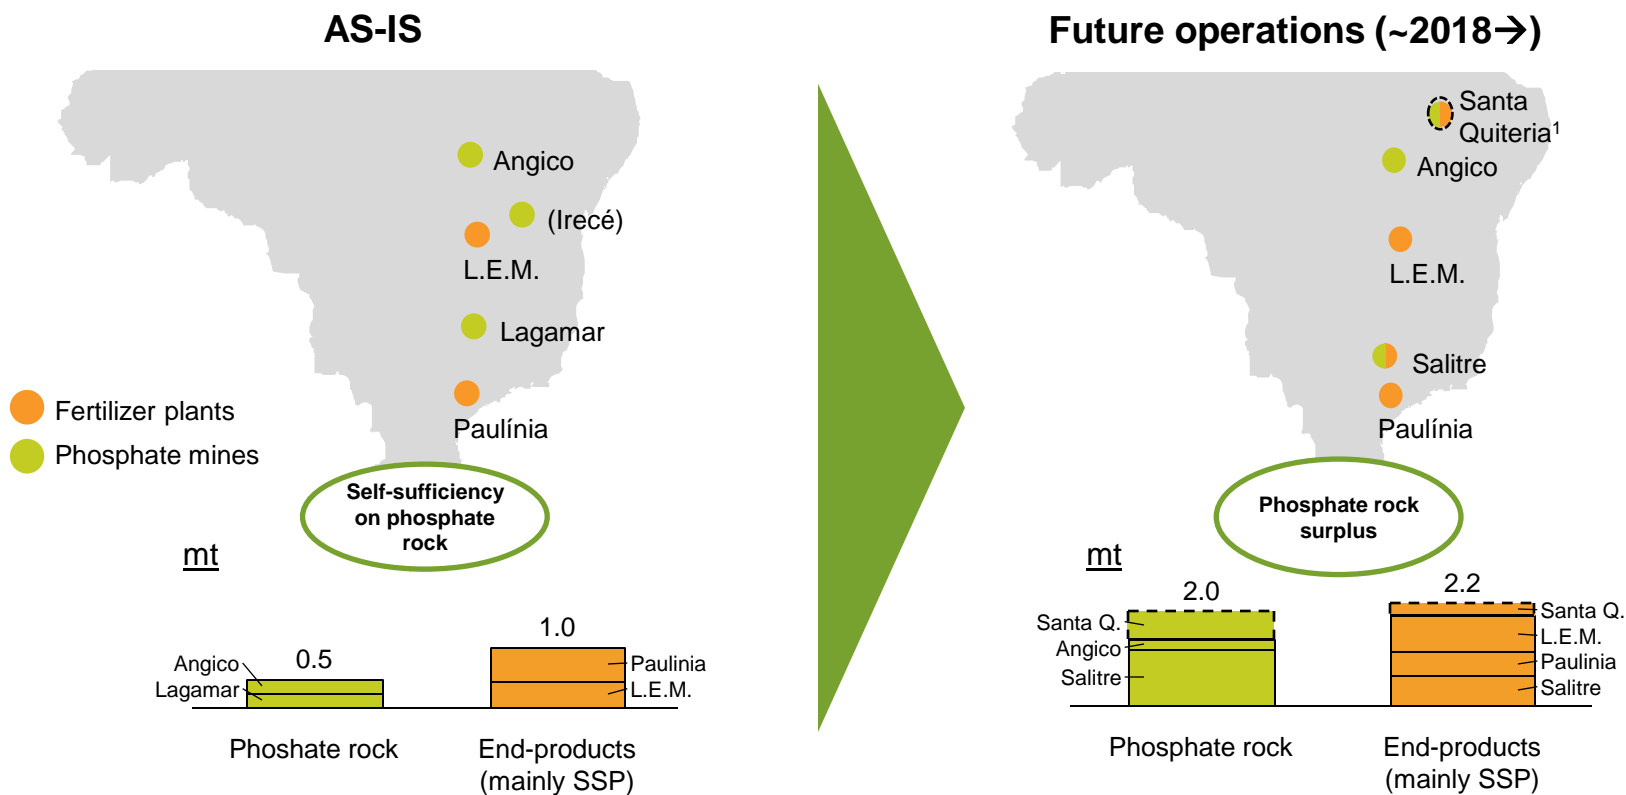 AS-IS
Angico
(Irecé)
L.E.M.
Lagamar
Paulínia
Fertilizer plants
Phosphate mines
Self-sufficiency
on phosphate
rock
mt
0.5
Angico
Lagamar
Phoshate rock
1.0
Paulinia
L.E.M.
End-products
(mainly SSP)
Future operations (~2018→)
Santa
Quiteria¹
Angico
L.E.M.
Salitre
Paulínia
Phosphate rock
surplus
mt
2.0
Santa Q.
Angico
Salitre
Phosphate rock
2.2
Santa Q.
L.E.M.
Paulinia
Salitre
End-products
(mainly SSP)